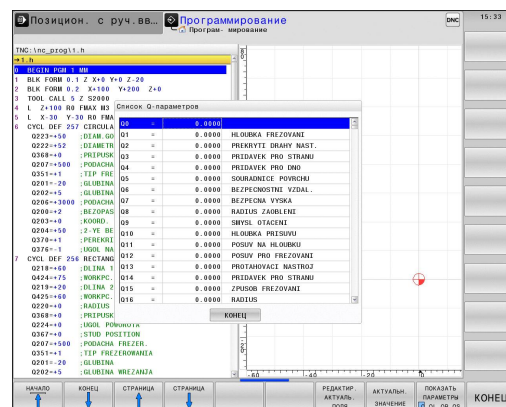 Позицион. с руч.вв…
Программирование
Програм- мирование
DNC
15:33
TNC:\nc_prog\1.h
→1.h
0 BEGIN PGM 1 MM
1 BLK FORM 0.1 Z X+0 Y+0 Z-20
2 BLK FORM 0.2 X+100 Y+200 Z+0
3 TOOL CALL 5 Z S2000
4 L Z+100 R0 FMAX M3
5 L X-30 Y-30 R0 FMA
6 CYCL DEF 257 CIRCULA
Q223=+50 ;DIAM.GO
Q222=+52 ;DIAMETR
Q368=+0 ;PRIPUSK
Q207=+500 ;PODACHA
Q351=+1 ;TIP FRE
Q201=-20 ;GLUBINA
Q202=+5 ;GLUBINA
Q206=+3000 ;PODACHA
Q200=+2 ;BEZOPAS
Q203=+0 ;KOORD.
Q204=+50 ;2-YE BE
Q370=+1 ;PEREKRI
Q376=-1 ;UGOL NA
7 CYCL DEF 256 RECTANG
Q218=+60 ;DLINA 1
Q424=+75 ;WORKPC.
Q219=+20 ;DLINA 2
Q425=+60 ;WORKPC.
Q220=+0 ;RADIUS
Q368=+0 ;PRIPUSK
Q224=+0 ;UGOL POWOROTA
Q367=+0 ;STUD POSITION
Q207=+500 ;PODACHA FREZER.
Q351=+1 ;TIP FREZEROWANIA
Q201=-20 ;GLUBINA
Q202=+5 ;GLUBINA WREZANJA
Список Q-параметров
Q0 = 0.0000
Q1 = 0.0000 HLOUBKA FREZOVANI
Q2 = 0.0000 PREKRYTI DRAHY NAST.
Q3 = 0.0000 PRIDAVEK PRO STRANU
Q4 = 0.0000 PRIDAVEK PRO DNO
Q5 = 0.0000 SOURADNICE POVRCHU
Q6 = 0.0000 BEZPECNOSTNI VZDAL.
Q7 = 0.0000 BEZPECNA VYSKA
Q8 = 0.0000 RADIUS ZAOBLENI
Q9 = 0.0000 SMYSL OTACENI
Q10 = 0.0000 HLOUBKA PRISUVU
Q11 = 0.0000 POSUV NA HLOUBKU
Q12 = 0.0000 POSUV PRO FREZOVANI
Q13 = 0.0000 PROTAHOVACI NASTROJ
Q14 = 0.0000 PRIDAVEK PRO STRANU
Q15 = 0.0000 ZPUSOB FREZOVANI
Q16 = 0.0000 RADIUS
КОНЕЦ
-60 -40 -20 0
НАЧАЛО
КОНЕЦ
СТРАНИЦА
СТРАНИЦА
РЕДАКТИР.
АКТУАЛЬ.
ПОЛЯ
АКТУАЛЬН.
ЗНАЧЕНИЕ
ПОКАЗАТЬ
ПАРАМЕТРЫ
Q QL QR QS
КОНЕЦ